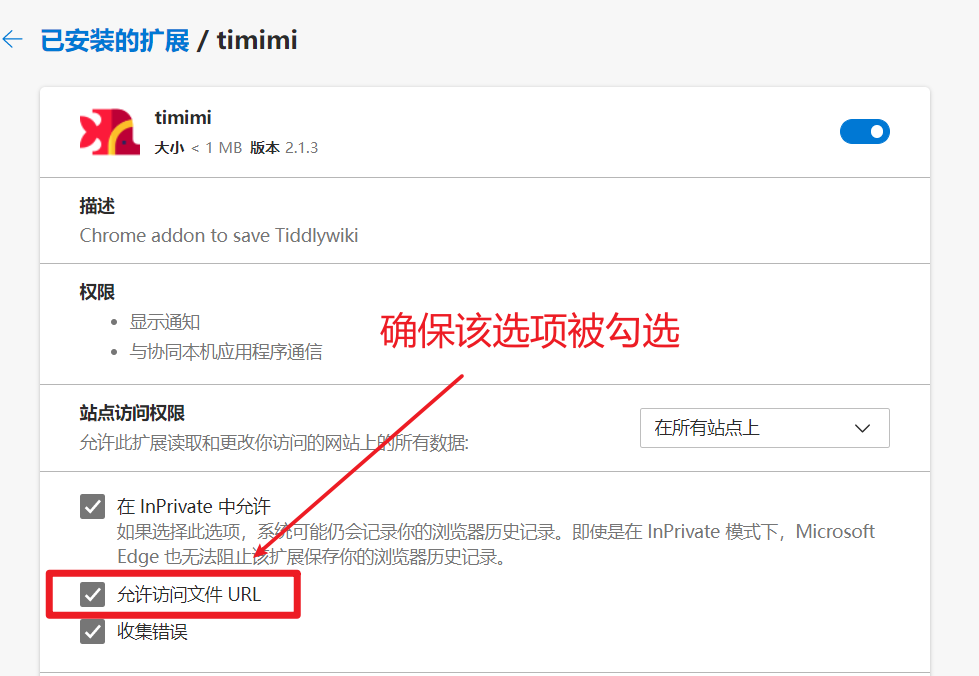 已安装的扩展 / timimi
timimi
大小 < 1 MB 版本 2.1.3
描述
Chrome addon to save Tiddlywiki
权限
• 显示通知
• 与协同本机应用程序通信
确保该选项被勾选
站点访问权限
允许此扩展读取和更改你访问的网站上的所有数据:
在所有站点上
在 InPrivate 中允许
如果选择此选项，系统可能仍会记录你的浏览器历史记录。即使是在 InPrivate 模式下，Microsoft
Edge 也无法阻止该扩展保存你的浏览器历史记录。
允许访问文件 URL
收集错误